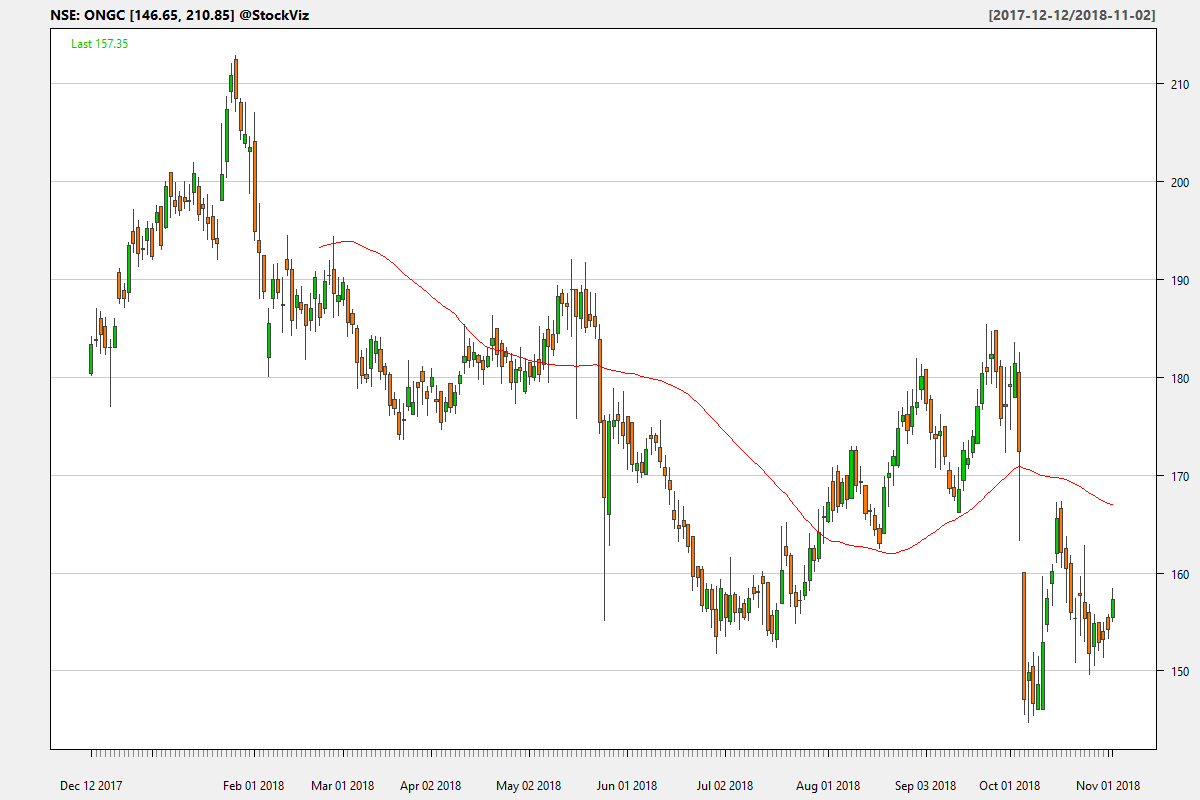 NSE: ONGC [146.65, 210.85] @StockViz
[2017-12-12/2018-11-02]
Last 157.35
210
200
190
180
170
160
150
Dec 12 2017
Feb 01 2018
Mar 01 2018
Apr 02 2018
May 02 2018
Jun 01 2018
Jul 02 2018
Aug 01 2018
Sep 03 2018
Oct 01 2018
Nov 01 2018